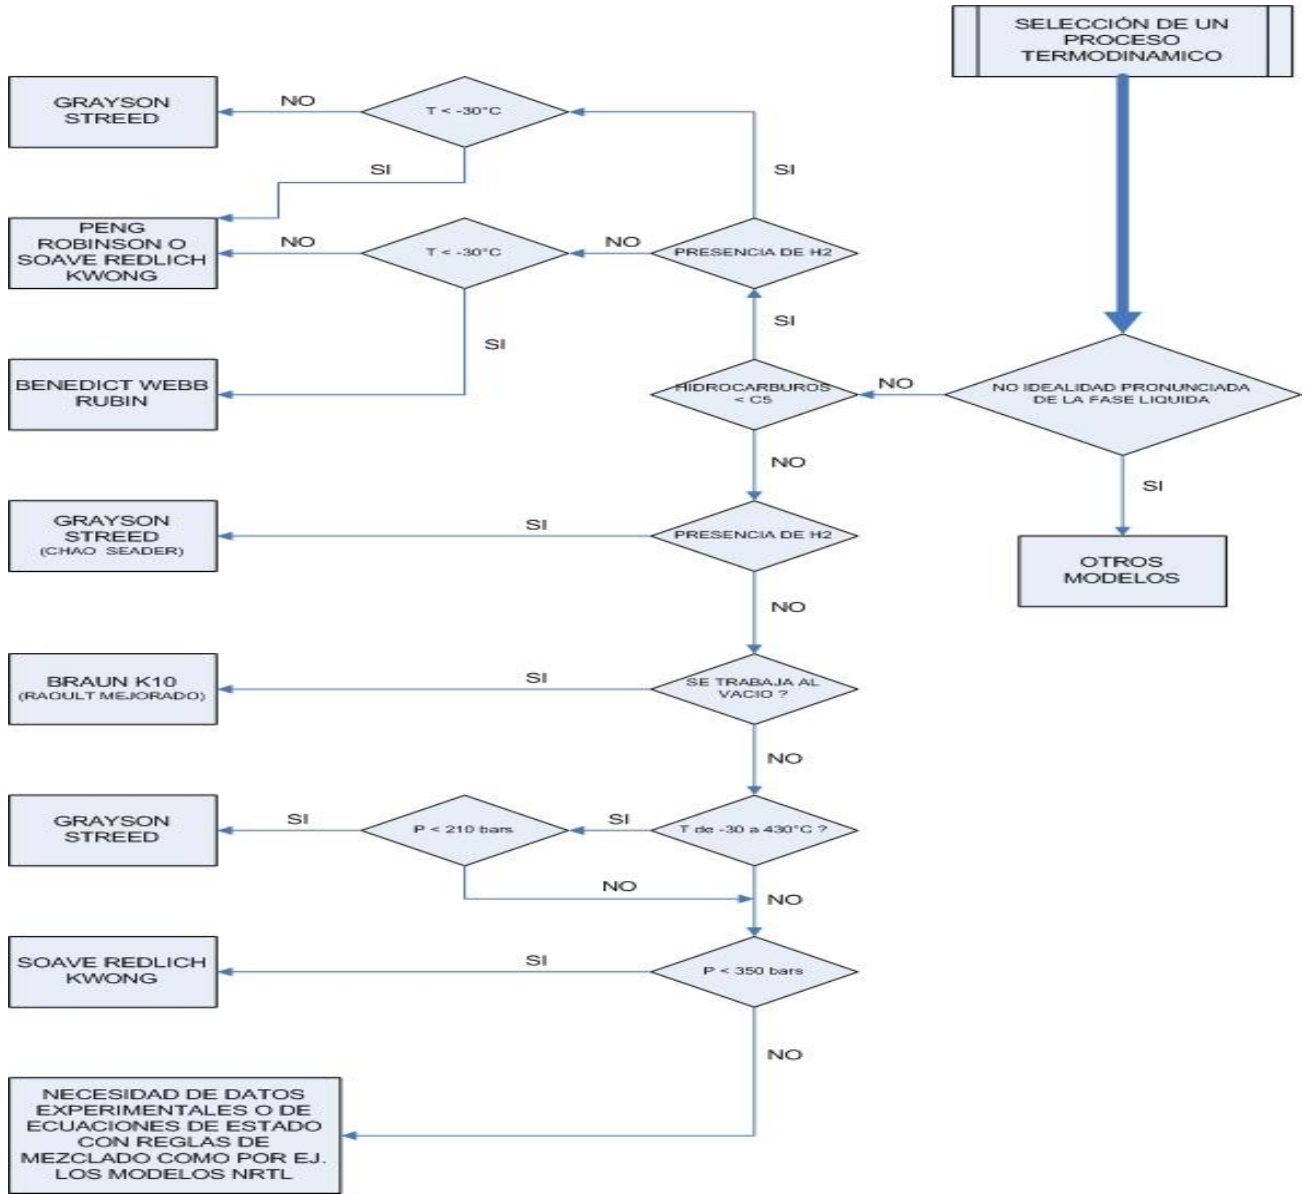 SELECCIÓN DE UN
PROCESO
TERMODINAMICO
GRAYSON
STREED
NO
T < -30°C
SI
SI
PENG
ROBINSON O
SOAVE REDLICH
KWONG
NO
T < -30°C
NO
PRESENCIA DE H2
SI
SI
BENEDICT WEBB
RUBIN
HIDROCARBUROS
< C5
NO
NO IDEALIDAD PRONUNCIADA
DE LA FASE LIQUIDA
NO
SI
GRAYSON
STREED
(CHAO SEADER)
SI
PRESENCIA DE H2
OTROS
MODELOS
NO
BRAUN K10
(RAOULT MEJORADO)
SI
SE TRABAJA AL
VACIO ?
NO
GRAYSON
STREED
SI
P < 210 bars
SI
T de -30 a 430°C ?
NO
NO
SOAVE REDLICH
KWONG
SI
P < 350 bars
NO
NECESIDAD DE DATOS
EXPERIMENTALES O DE
ECUACIONES DE ESTADO
CON REGLAS DE
MEZCLADO COMO POR EJ.
LOS MODELOS NRTL